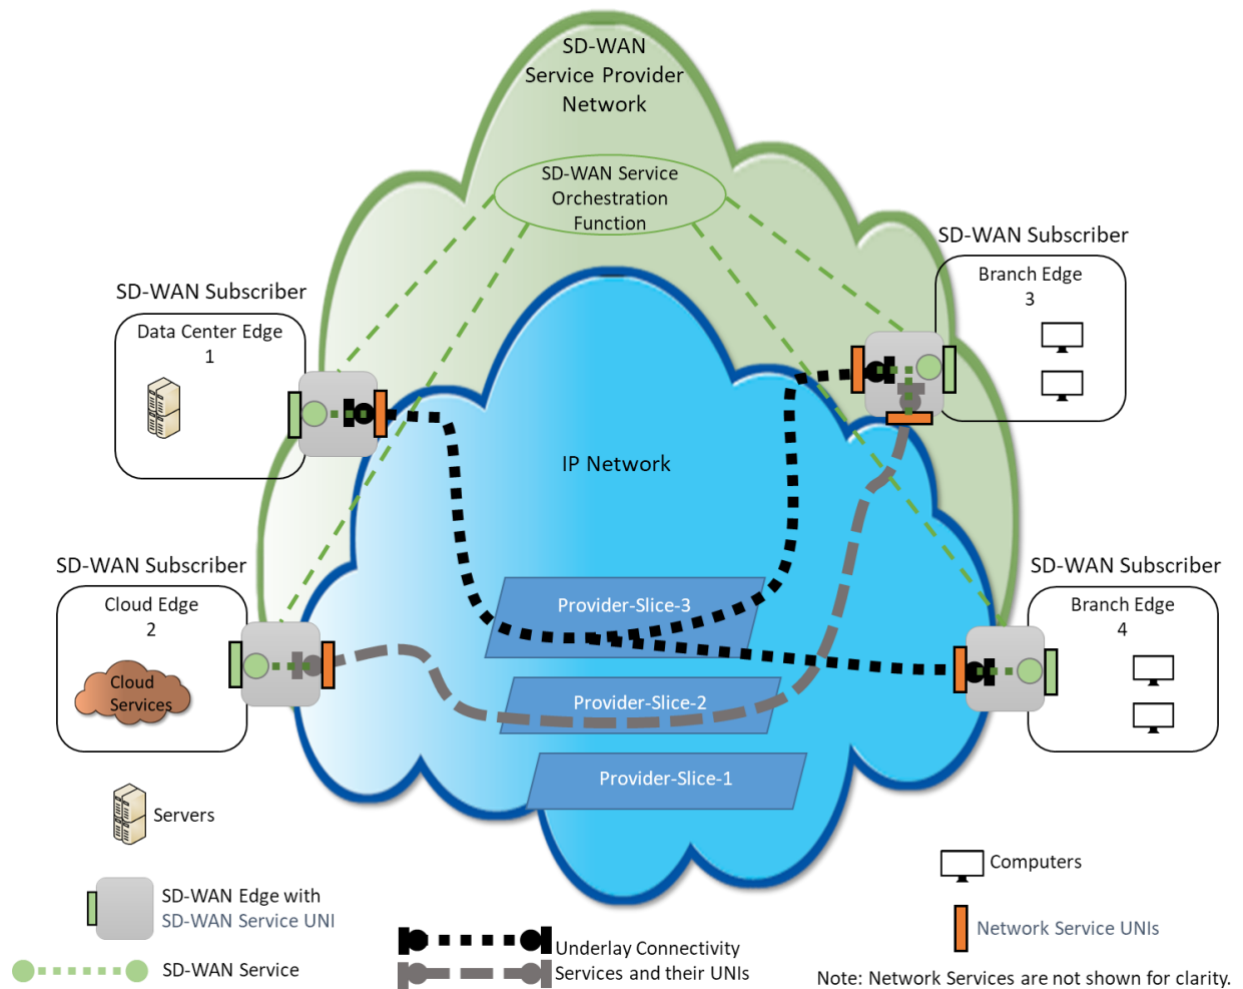 SD-WAN
Service Provider
Network
SD-WAN Service
Orchestration
Function
SD-WAN Subscriber
Branch Edge
3
SD-WAN Subscriber
Data Center Edge
1
IP Network
SD-WAN Subscriber
Cloud Edge
2
Cloud
Services
SD-WAN Subscriber
Branch Edge
4
Provider-Slice-3
Provider-Slice-2
Provider-Slice-1
Servers
Computers
SD-WAN Edge with
SD-WAN Service UNI
Network Service UNIs
SD-WAN Service
Underlay Connectivity
Services and their UNIs
Note: Network Services are not shown for clarity.